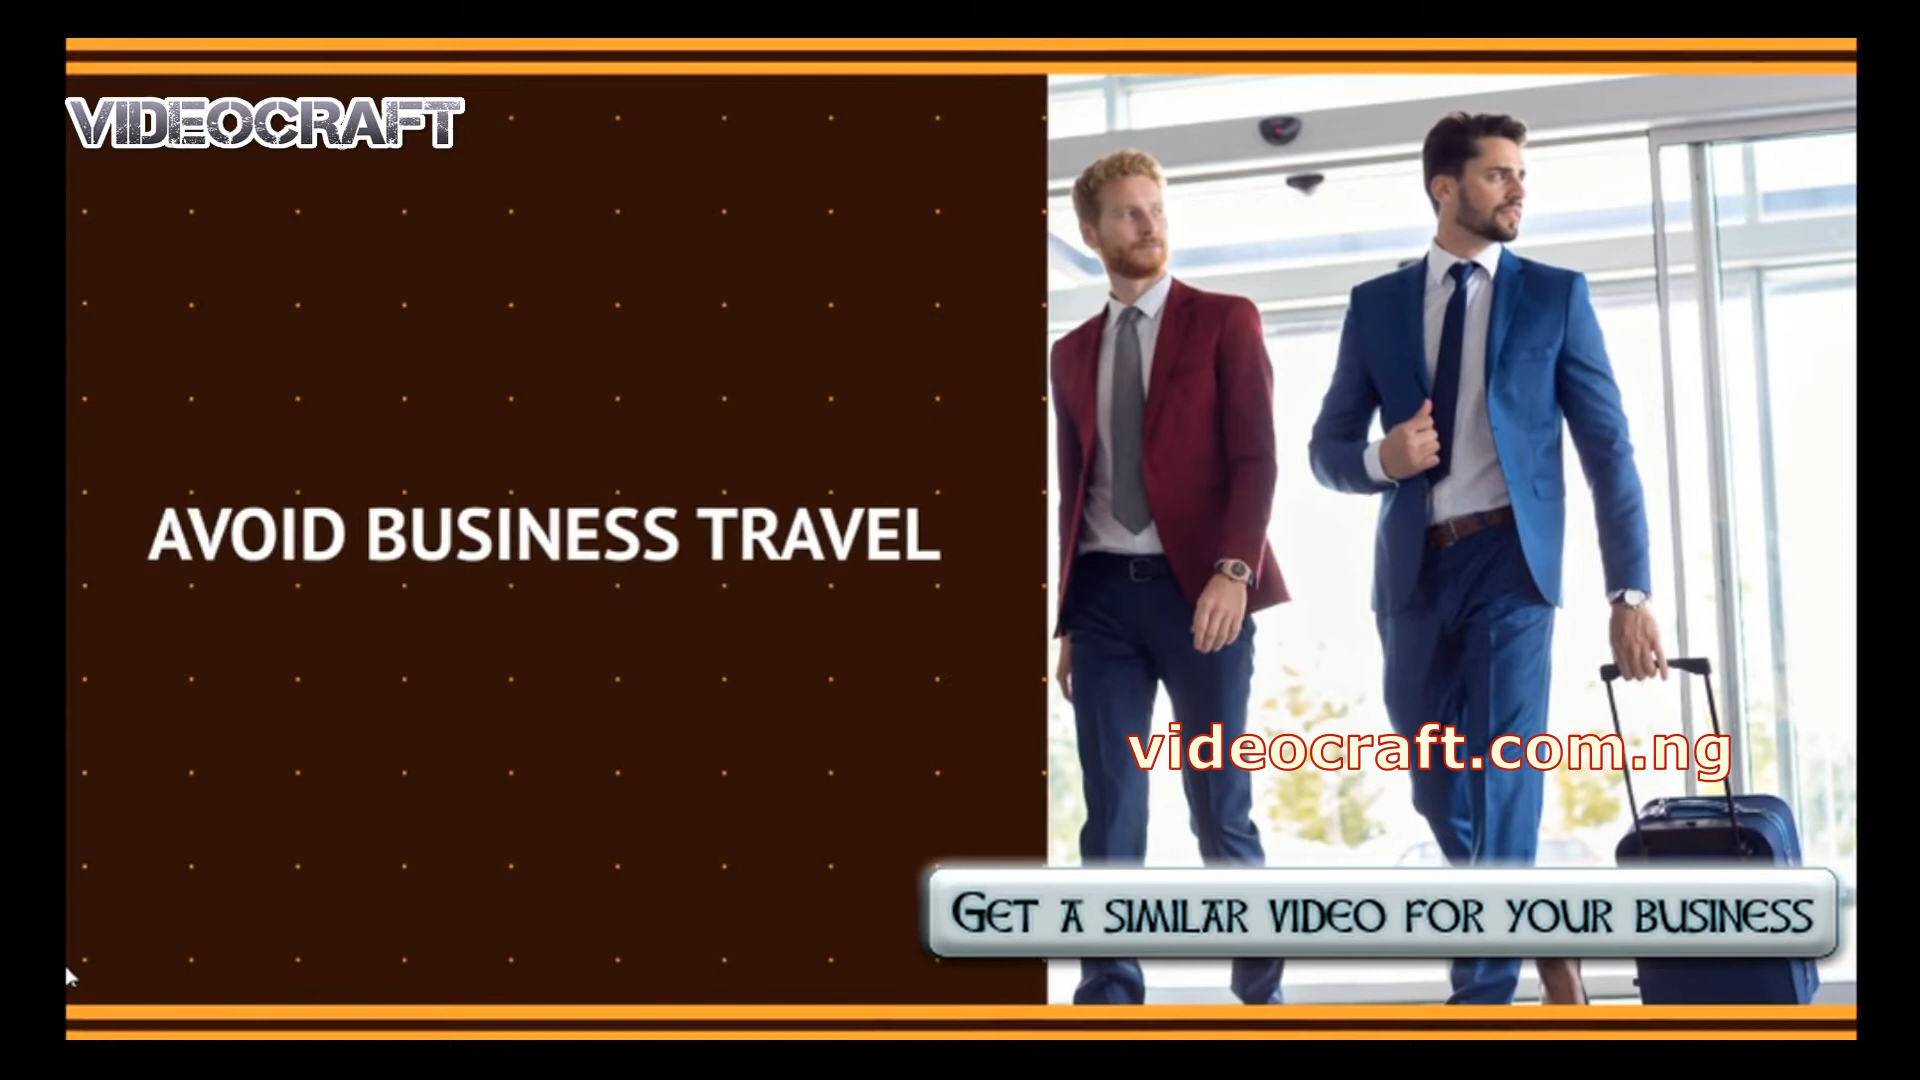 VIDEOCRAFT
AVOID BUSINESS TRAVEL
videocraft.com.ng
GET A SIMILAR VIDEO FOR YOUR BUSINESS